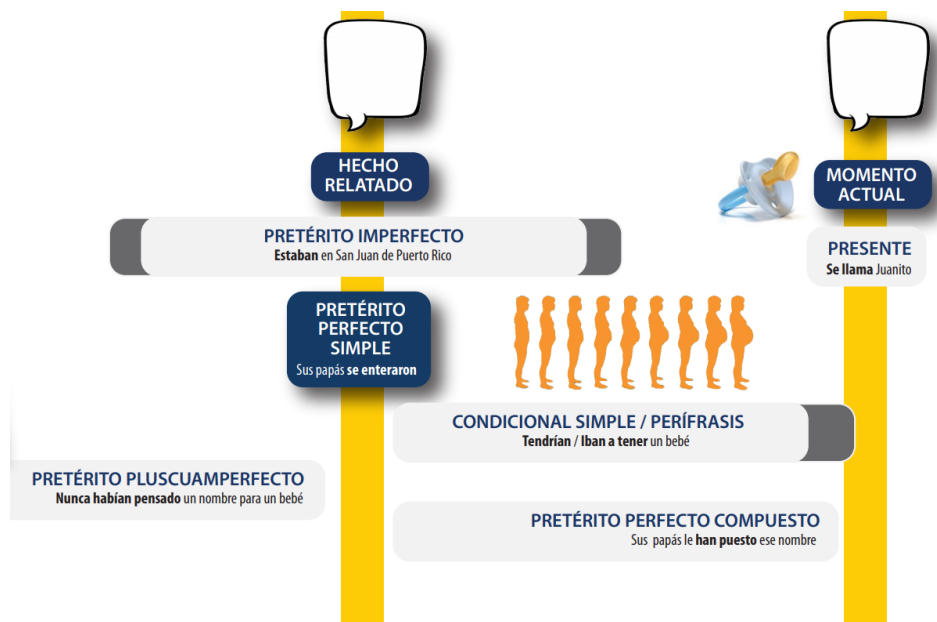 HECHO
RELATADO
MOMENTO
ACTUAL
PRETÉRITO IMPERFECTO
Estaban en San Juan de Puerto Rico
PRESENTE
Se llama Juanito
PRETÉRITO
PERFECTO
SIMPLE
Sus papás se enteraron
CONDICIONAL SIMPLE / PERÍFRASIS
Tendrían / Iban a tener un bebé
PRETÉRITO PLUSCUAMPERFECTO
Nunca habían pensado un nombre para un bebé
PRETÉRITO PERFECTO COMPUESTO
Sus papás le han puesto ese nombre